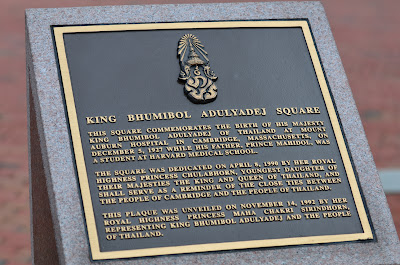 KING BHUMIBOL ADULYADEJ SQUARE
THIS SQUARE COMMEMORATES THE BIRTH OF HIS MAJESTY
KING BHUMIBOL ADULYADEJ OF THAILAND AT MOUNT
AUBURN HOSPITAL IN CAMBRIDGE, MASSACHUSETTS, ON
DECEMBER 5, 1927 WHILE HIS FATHER, PRINCE MAHIDOL, WAS
A STUDENT AT HARVARD MEDICAL SCHOOL.
THE SQUARE WAS DEDICATED ON APRIL 8, 1990 BY HER ROYAL
HIGHNESS PRINCESS CHULABHORN, YOUNGEST DAUGHTER OF
THEIR MAJESTIES THE KING AND QUEEN OF THAILAND, AND
SHALL SERVE AS A REMINDER OF THE CLOSE TIES BETWEEN
THE PEOPLE OF CAMBRIDGE AND THE PEOPLE OF THAILAND.
THIS PLAQUE WAS UNVEILED ON NOVEMBER 14, 1992 BY HER
ROYAL HIGHNESS PRINCESS MAHA CHAKRI SIRINDHORN,
REPRESENTING KING BHUMIBOL ADULYADEJ AND THE PEOPLE
OF THAILAND.